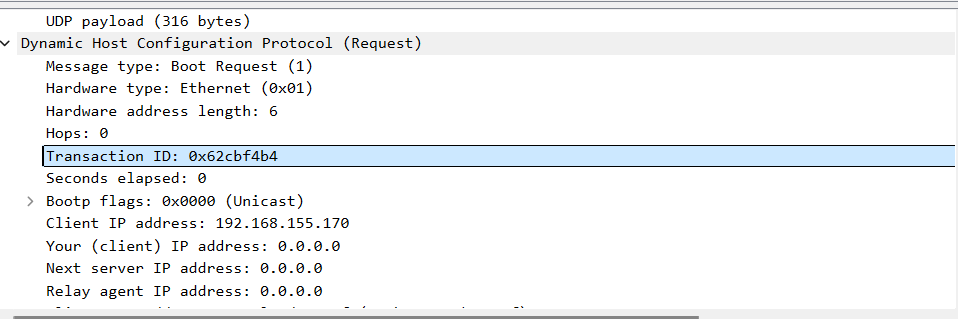 UDP payload (316 bytes)
Dynamic Host Configuration Protocol (Request)
Message type: Boot Request (1)
Hardware type: Ethernet (0x01)
Hardware address length: 6
Hops: 0
Transaction ID: 0x62cbf4b4
Seconds elapsed: 0
Bootp flags: 0x0000 (Unicast)
Client IP address: 192.168.155.170
Your (client) IP address: 0.0.0.0
Next server IP address: 0.0.0.0
Relay agent IP address: 0.0.0.0